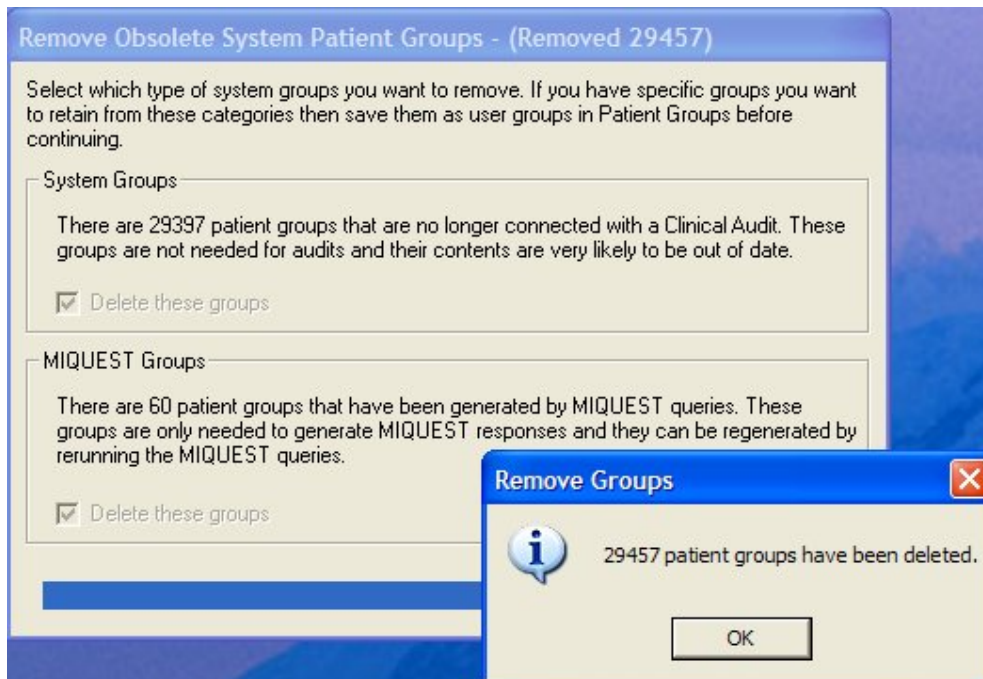 Remove Obsolete System Patient Groups - (Removed 29457)
Select which type of system groups you want to remove. If you have specific groups you want
to retain from these categories then save them as user groups in Patient Groups before
continuing.
System Groups
There are 29397 patient groups that are no longer connected with a Clinical Audit. These
groups are not needed for audits and their contents are very likely to be out of date.
Delete these groups
MIQUEST Groups
There are 60 patient groups that have been generated by MIQUEST queries. These
groups are only needed to generate MIQUEST responses and they can be regenerated by
rerunning the MIQUEST queries.
Delete these groups
Remove Groups
29457 patient groups have been deleted.
OK